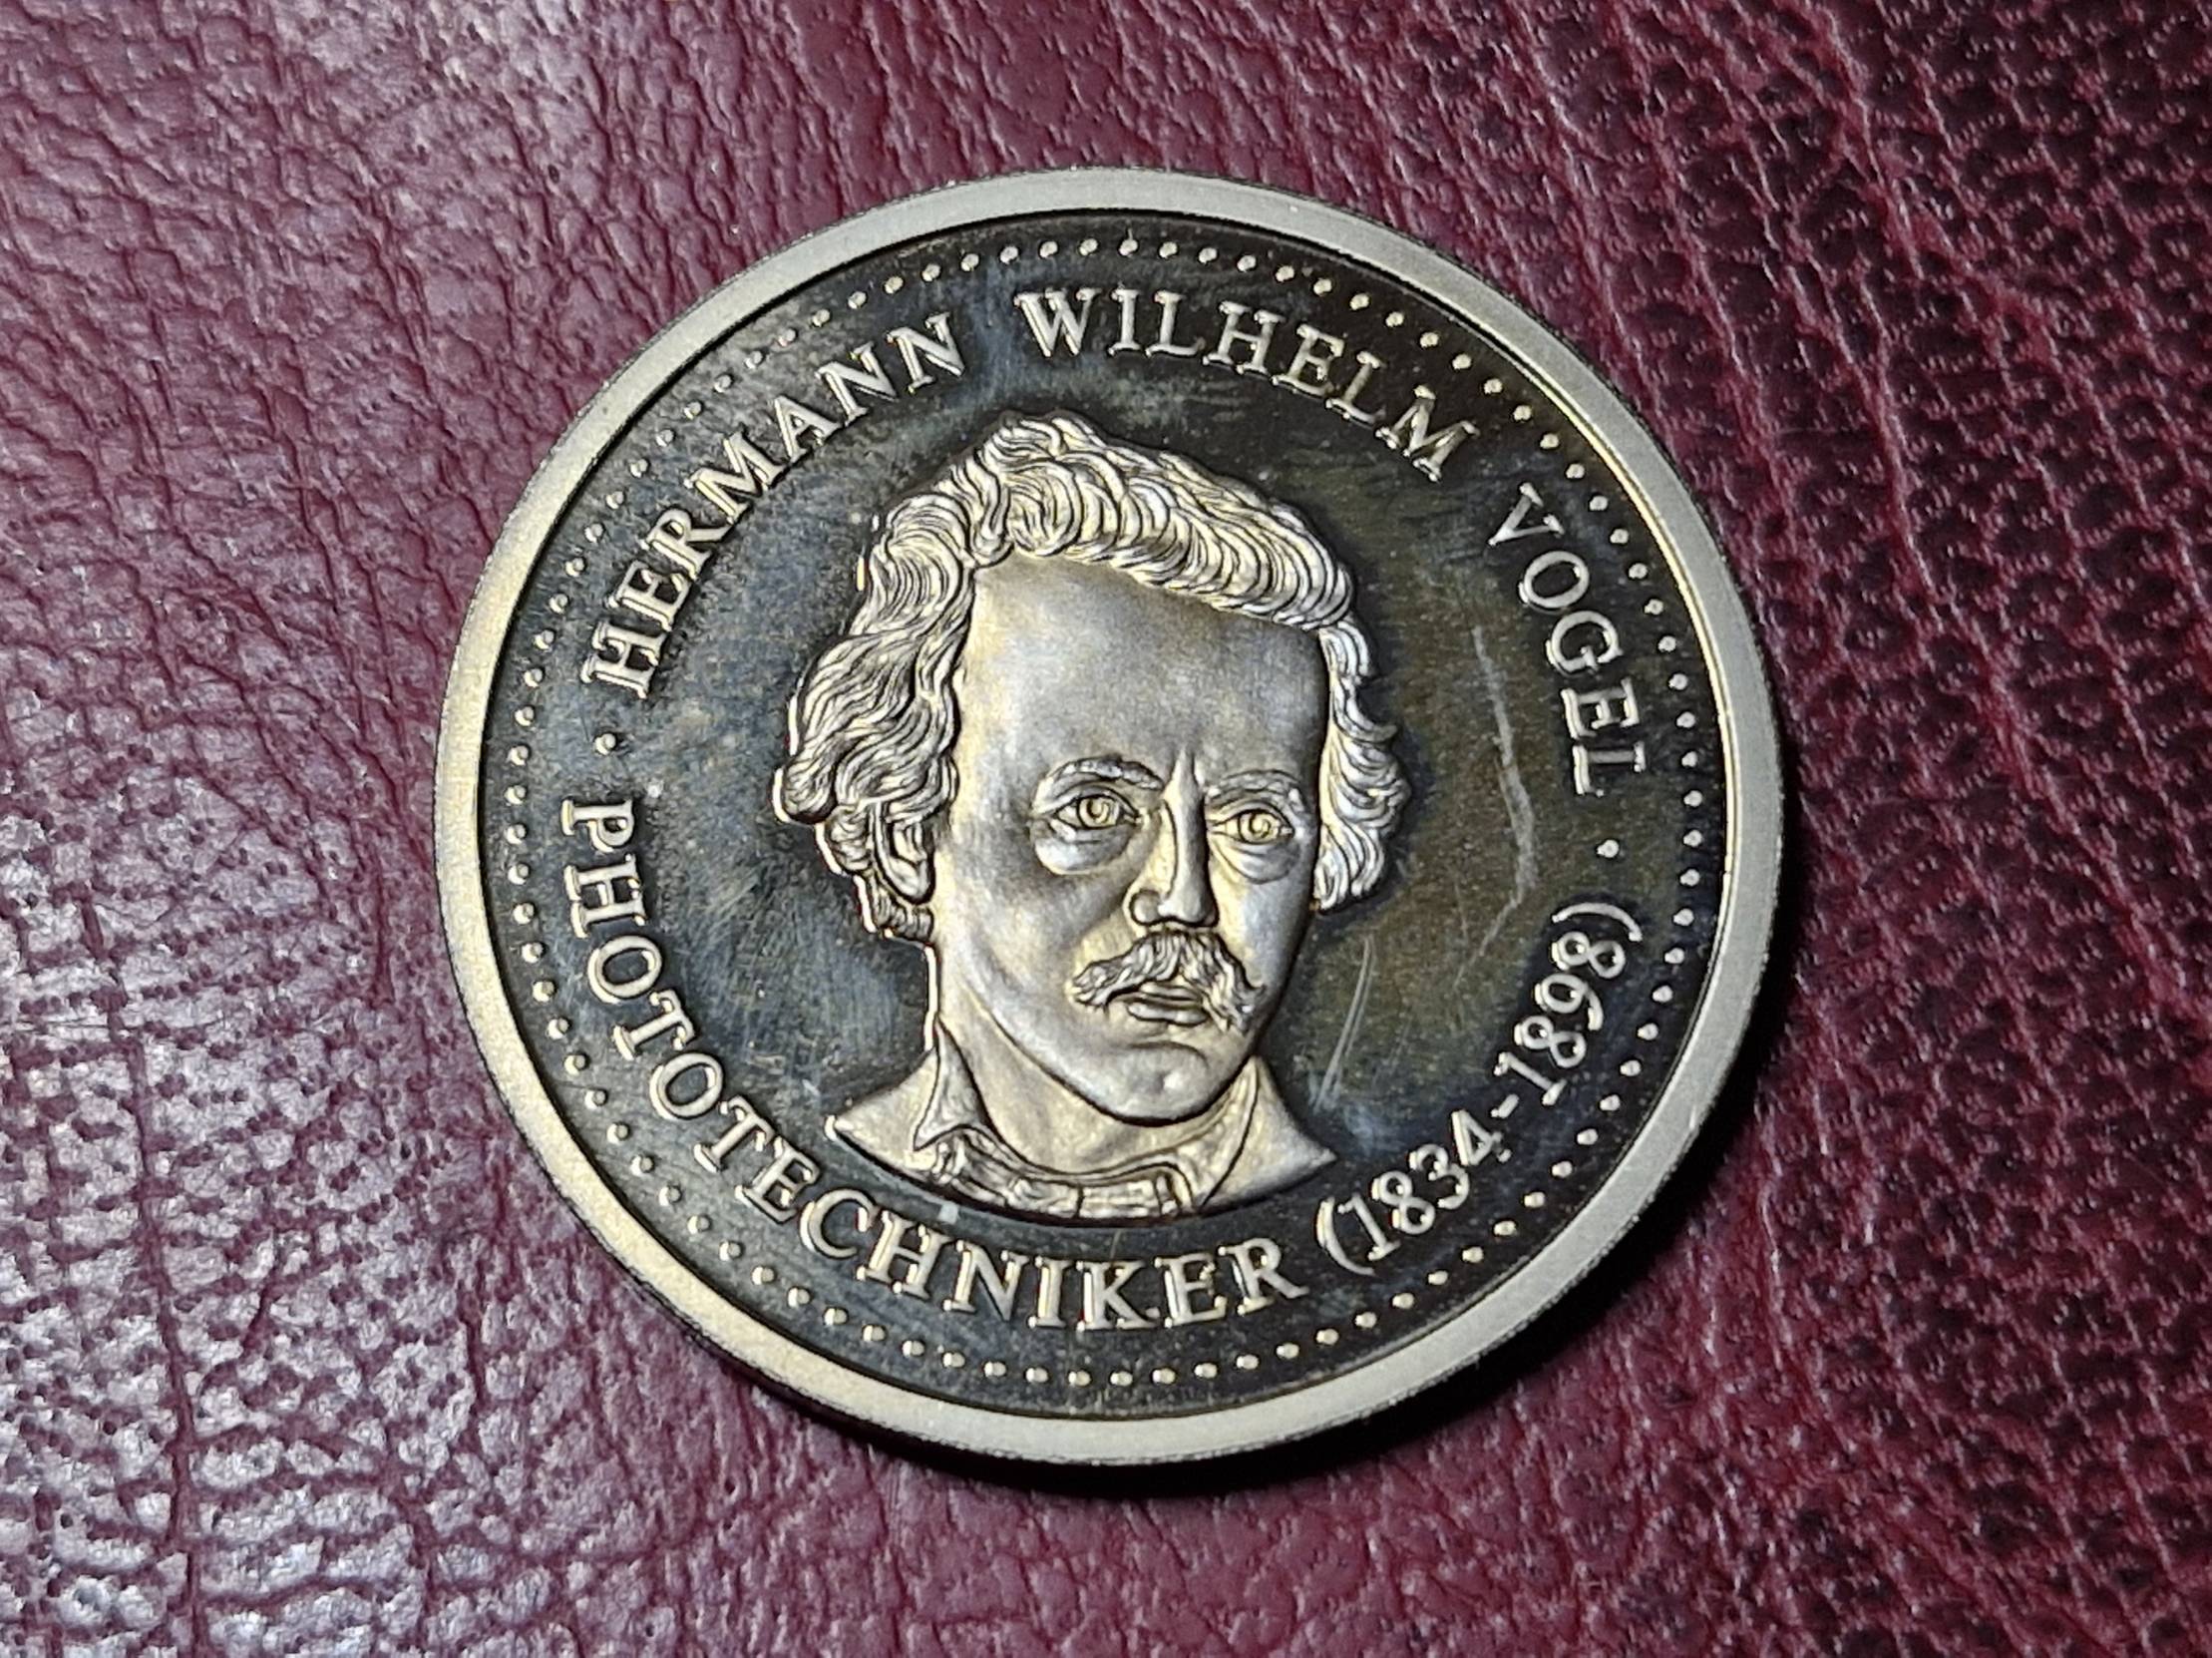 · HERMANN WILHELM VOGEL ·
PHOTOTECHNIKER (1834-1898)